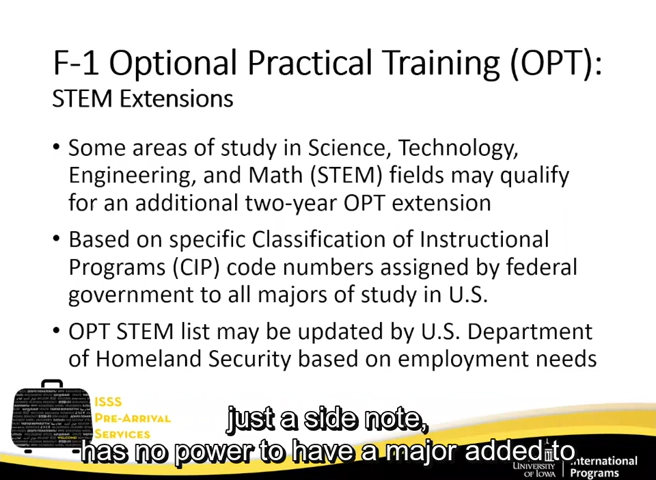 F-1 Optional Practical Training (OPT):
STEM Extensions
• Some areas of study in Science, Technology,
Engineering, and Math (STEM) fields may qualify
for an additional two-year OPT extension
• Based on specific Classification of Instructional
Programs (CIP) code numbers assigned by federal
government to all majors of study in U.S.
• OPT STEM list may be updated by U.S. Department
of Homeland Security based on employment needs
ISSS
PRE-ARRIVAL
SERVICES
just a side note,
has no power to have a major added to
UNIVERSITY
OF IOWA
International
Programs